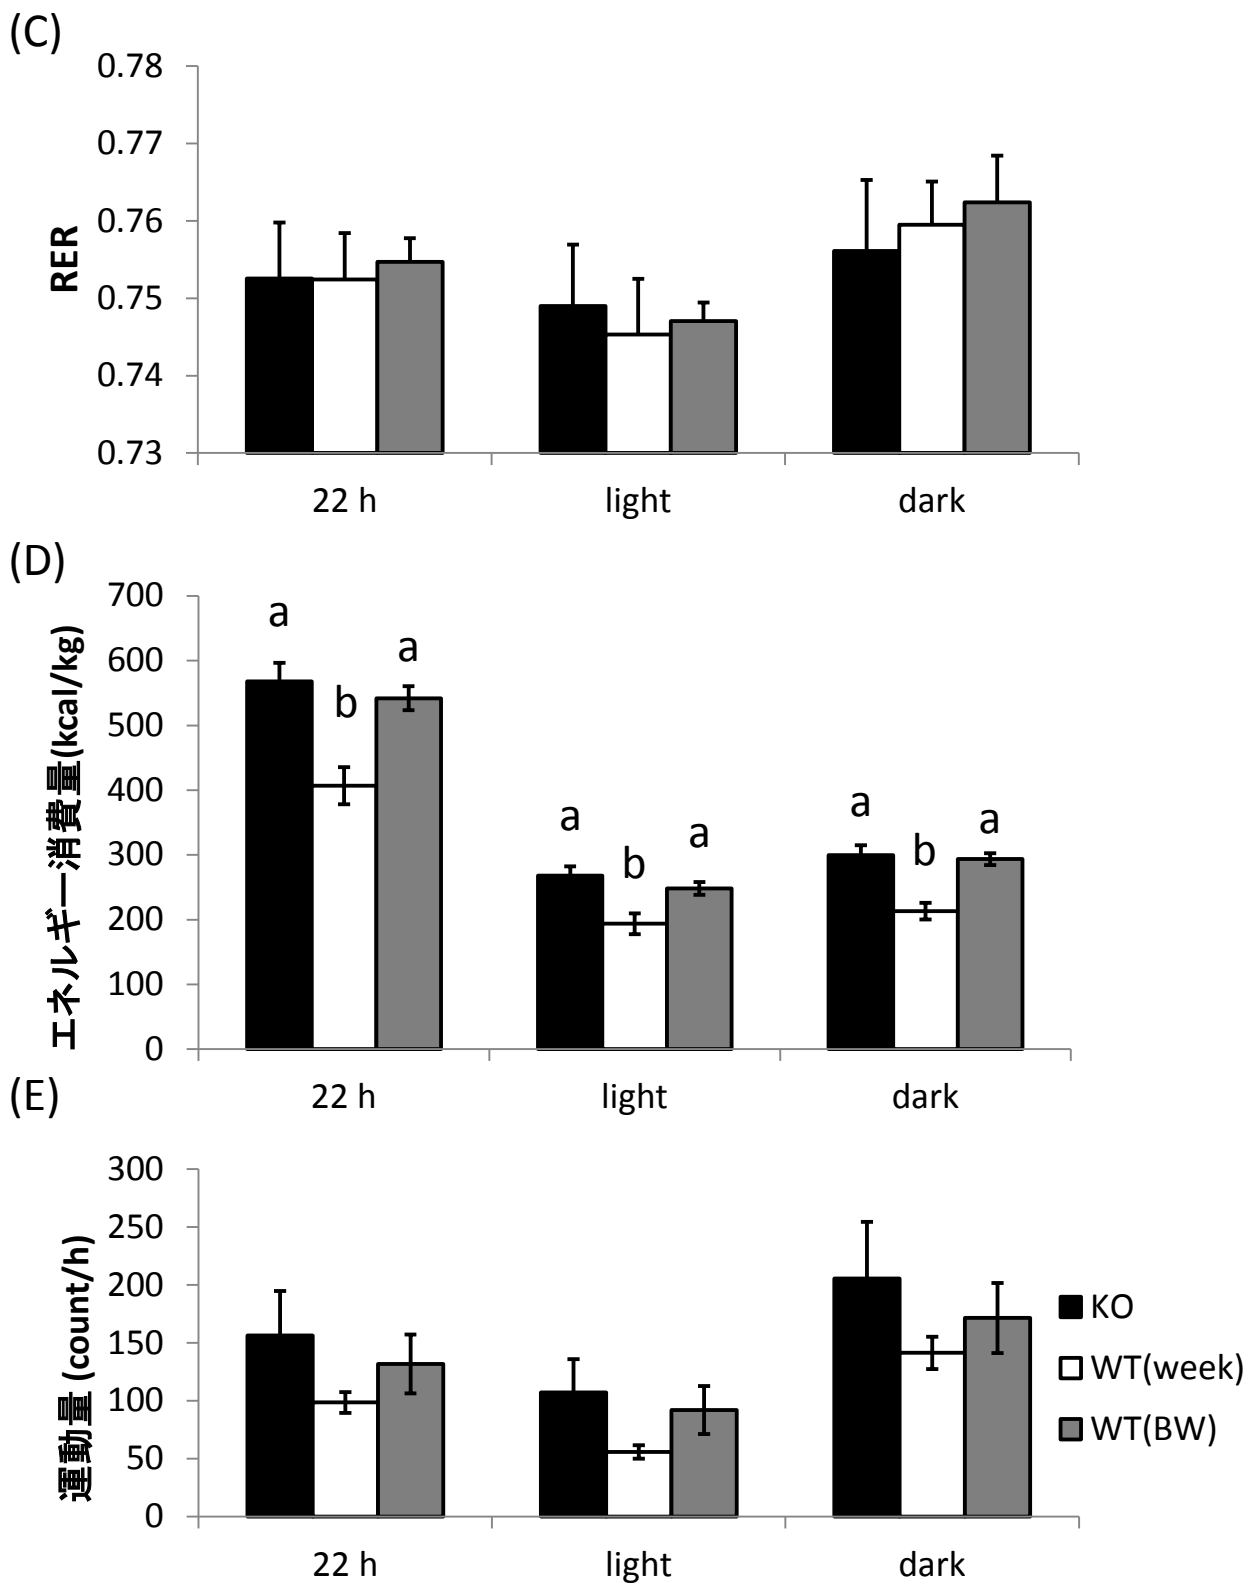 (C)
0.78
0.77
0.76
0.75
0.74
0.73
RER
22 h
light
dark
(D)
700
600
500
400
300
200
100
0
エネルギー消費量(kcal/kg)
a
b
a
a
b
a
a
b
a
22 h
light
dark
(E)
300
250
200
150
100
50
0
運動量 (count/h)
22 h
light
dark
KO
WT(week)
WT(BW)